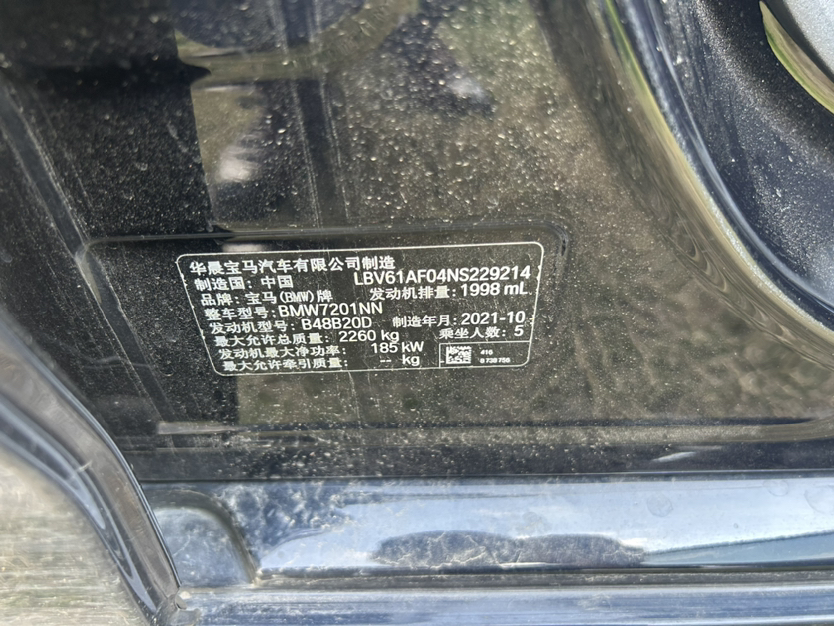 华晨宝马汽车有限公司制造
制造国: 中国 LBV61AF04NS229214
品牌: 宝马(BMW)牌 发动机排量: 1998 mL
整车型号: BMW7201NN
发动机型号: B48B20D 制造年月: 2021-10
最大允许总质量: 2260 kg 乘坐人数: 5
发动机最大净功率: 185 kW
最大允许牵引质量: -- kg